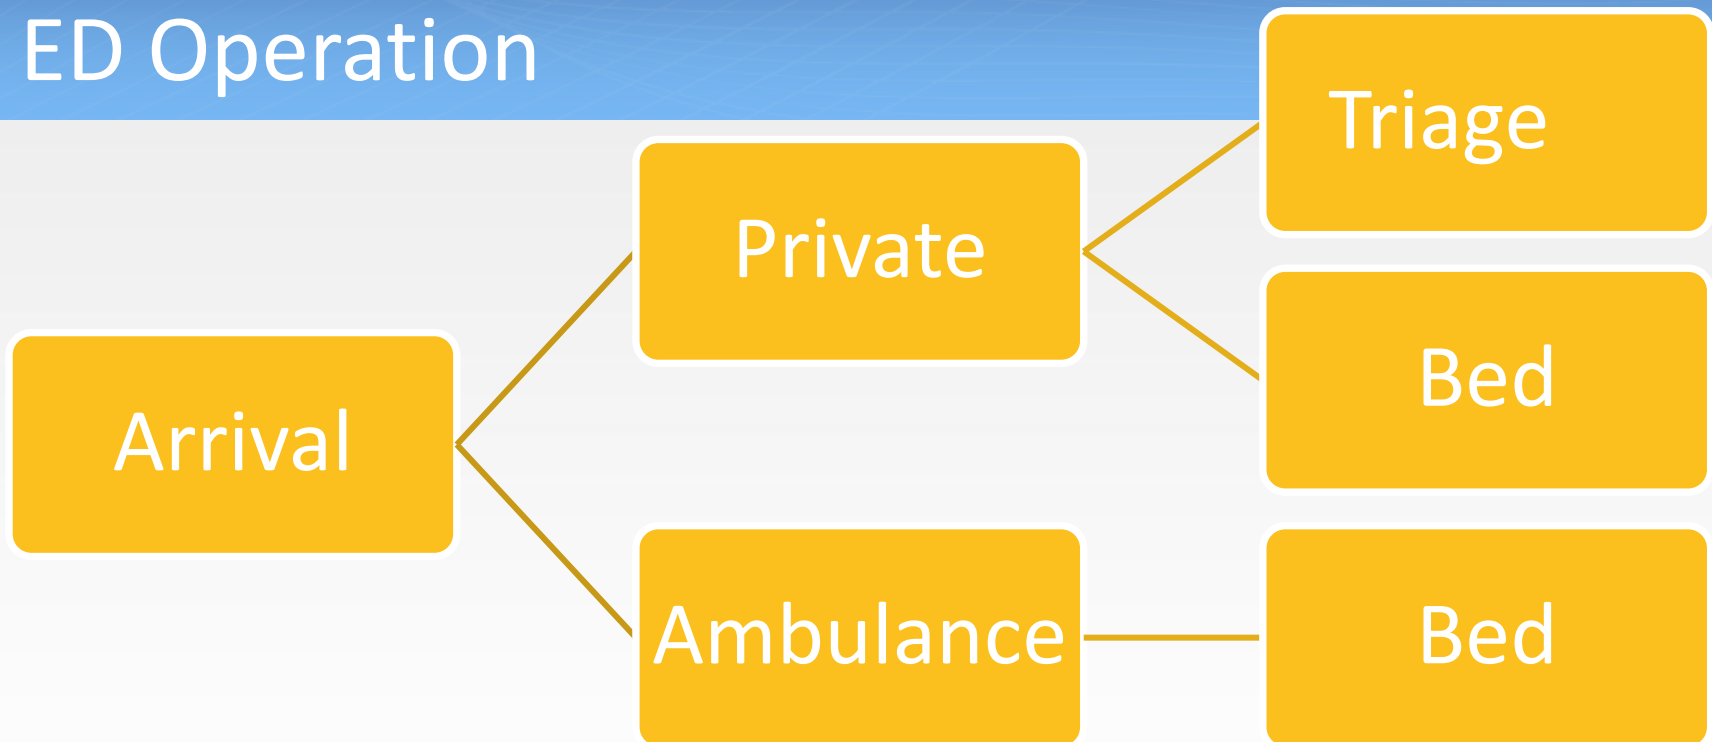 ED Operation
Triage
Private
Bed
Arrival
Ambulance
Bed